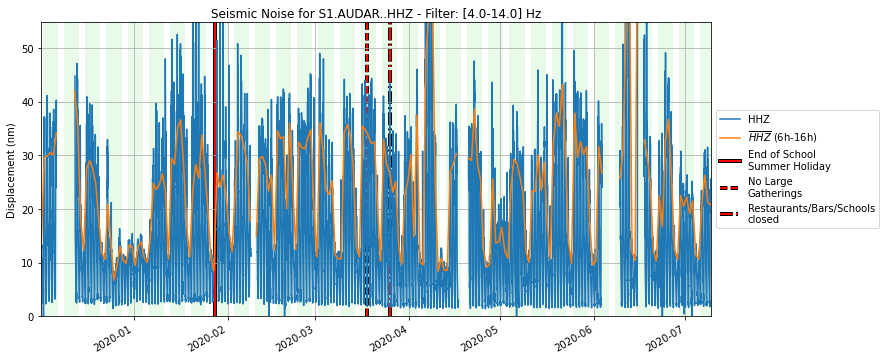 Seismic Noise for S1.AUDAR..HHZ - Filter: [4.0-14.0] Hz
Displacement (nm)
50
40
30
20
10
0
2020-01
2020-02
2020-03
2020-04
2020-05
2020-06
2020-07
HHZ
HHZ (6h-16h)
End of School
Summer Holiday
No Large
Gatherings
Restaurants/Bars/Schools
closed